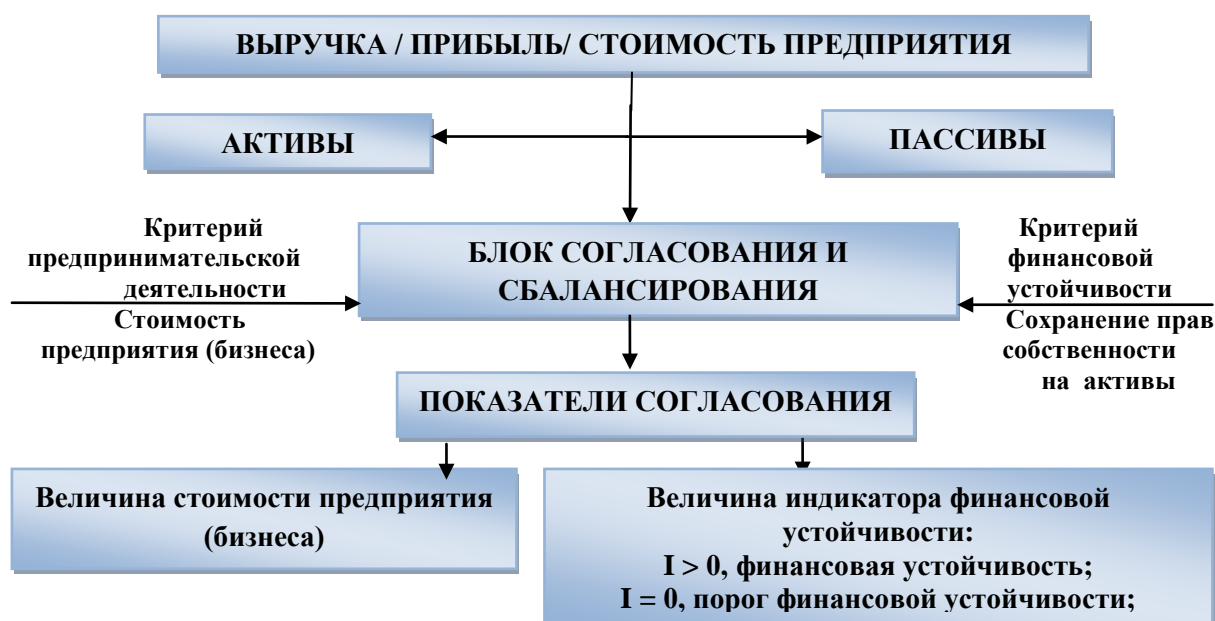 ВЫРУЧКА / ПРИБЫЛЬ/ СТОИМОСТЬ ПРЕДПРИЯТИЯ
АКТИВЫ
ПАССИВЫ
Критерий
предпринимательской
деятельности
Стоимость
предприятия (бизнеса)
БЛОК СОГЛАСОВАНИЯ И
СБАЛАНСИРОВАНИЯ
Критерий
финансовой
устойчивости
Сохранение прав
собственности
на активы
ПОКАЗАТЕЛИ СОГЛАСОВАНИЯ
Величина стоимости предприятия
(бизнеса)
Величина индикатора финансовой
устойчивости:
I > 0, финансовая устойчивость;
I = 0, порог финансовой устойчивости;